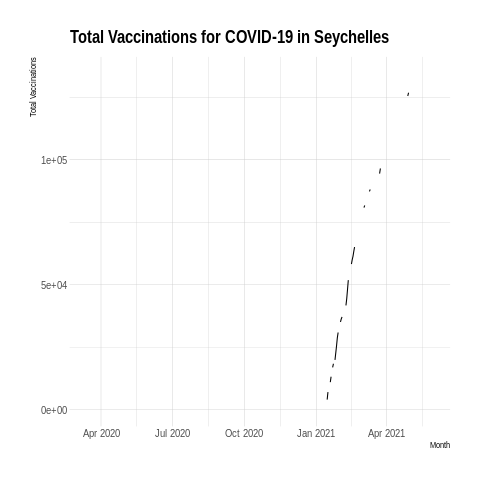 Total Vaccinations for COVID-19 in Seychelles
Total Vaccinations
1e+05
5e+04
0e+00
Apr 2020 Jul 2020 Oct 2020 Jan 2021 Apr 2021
Month